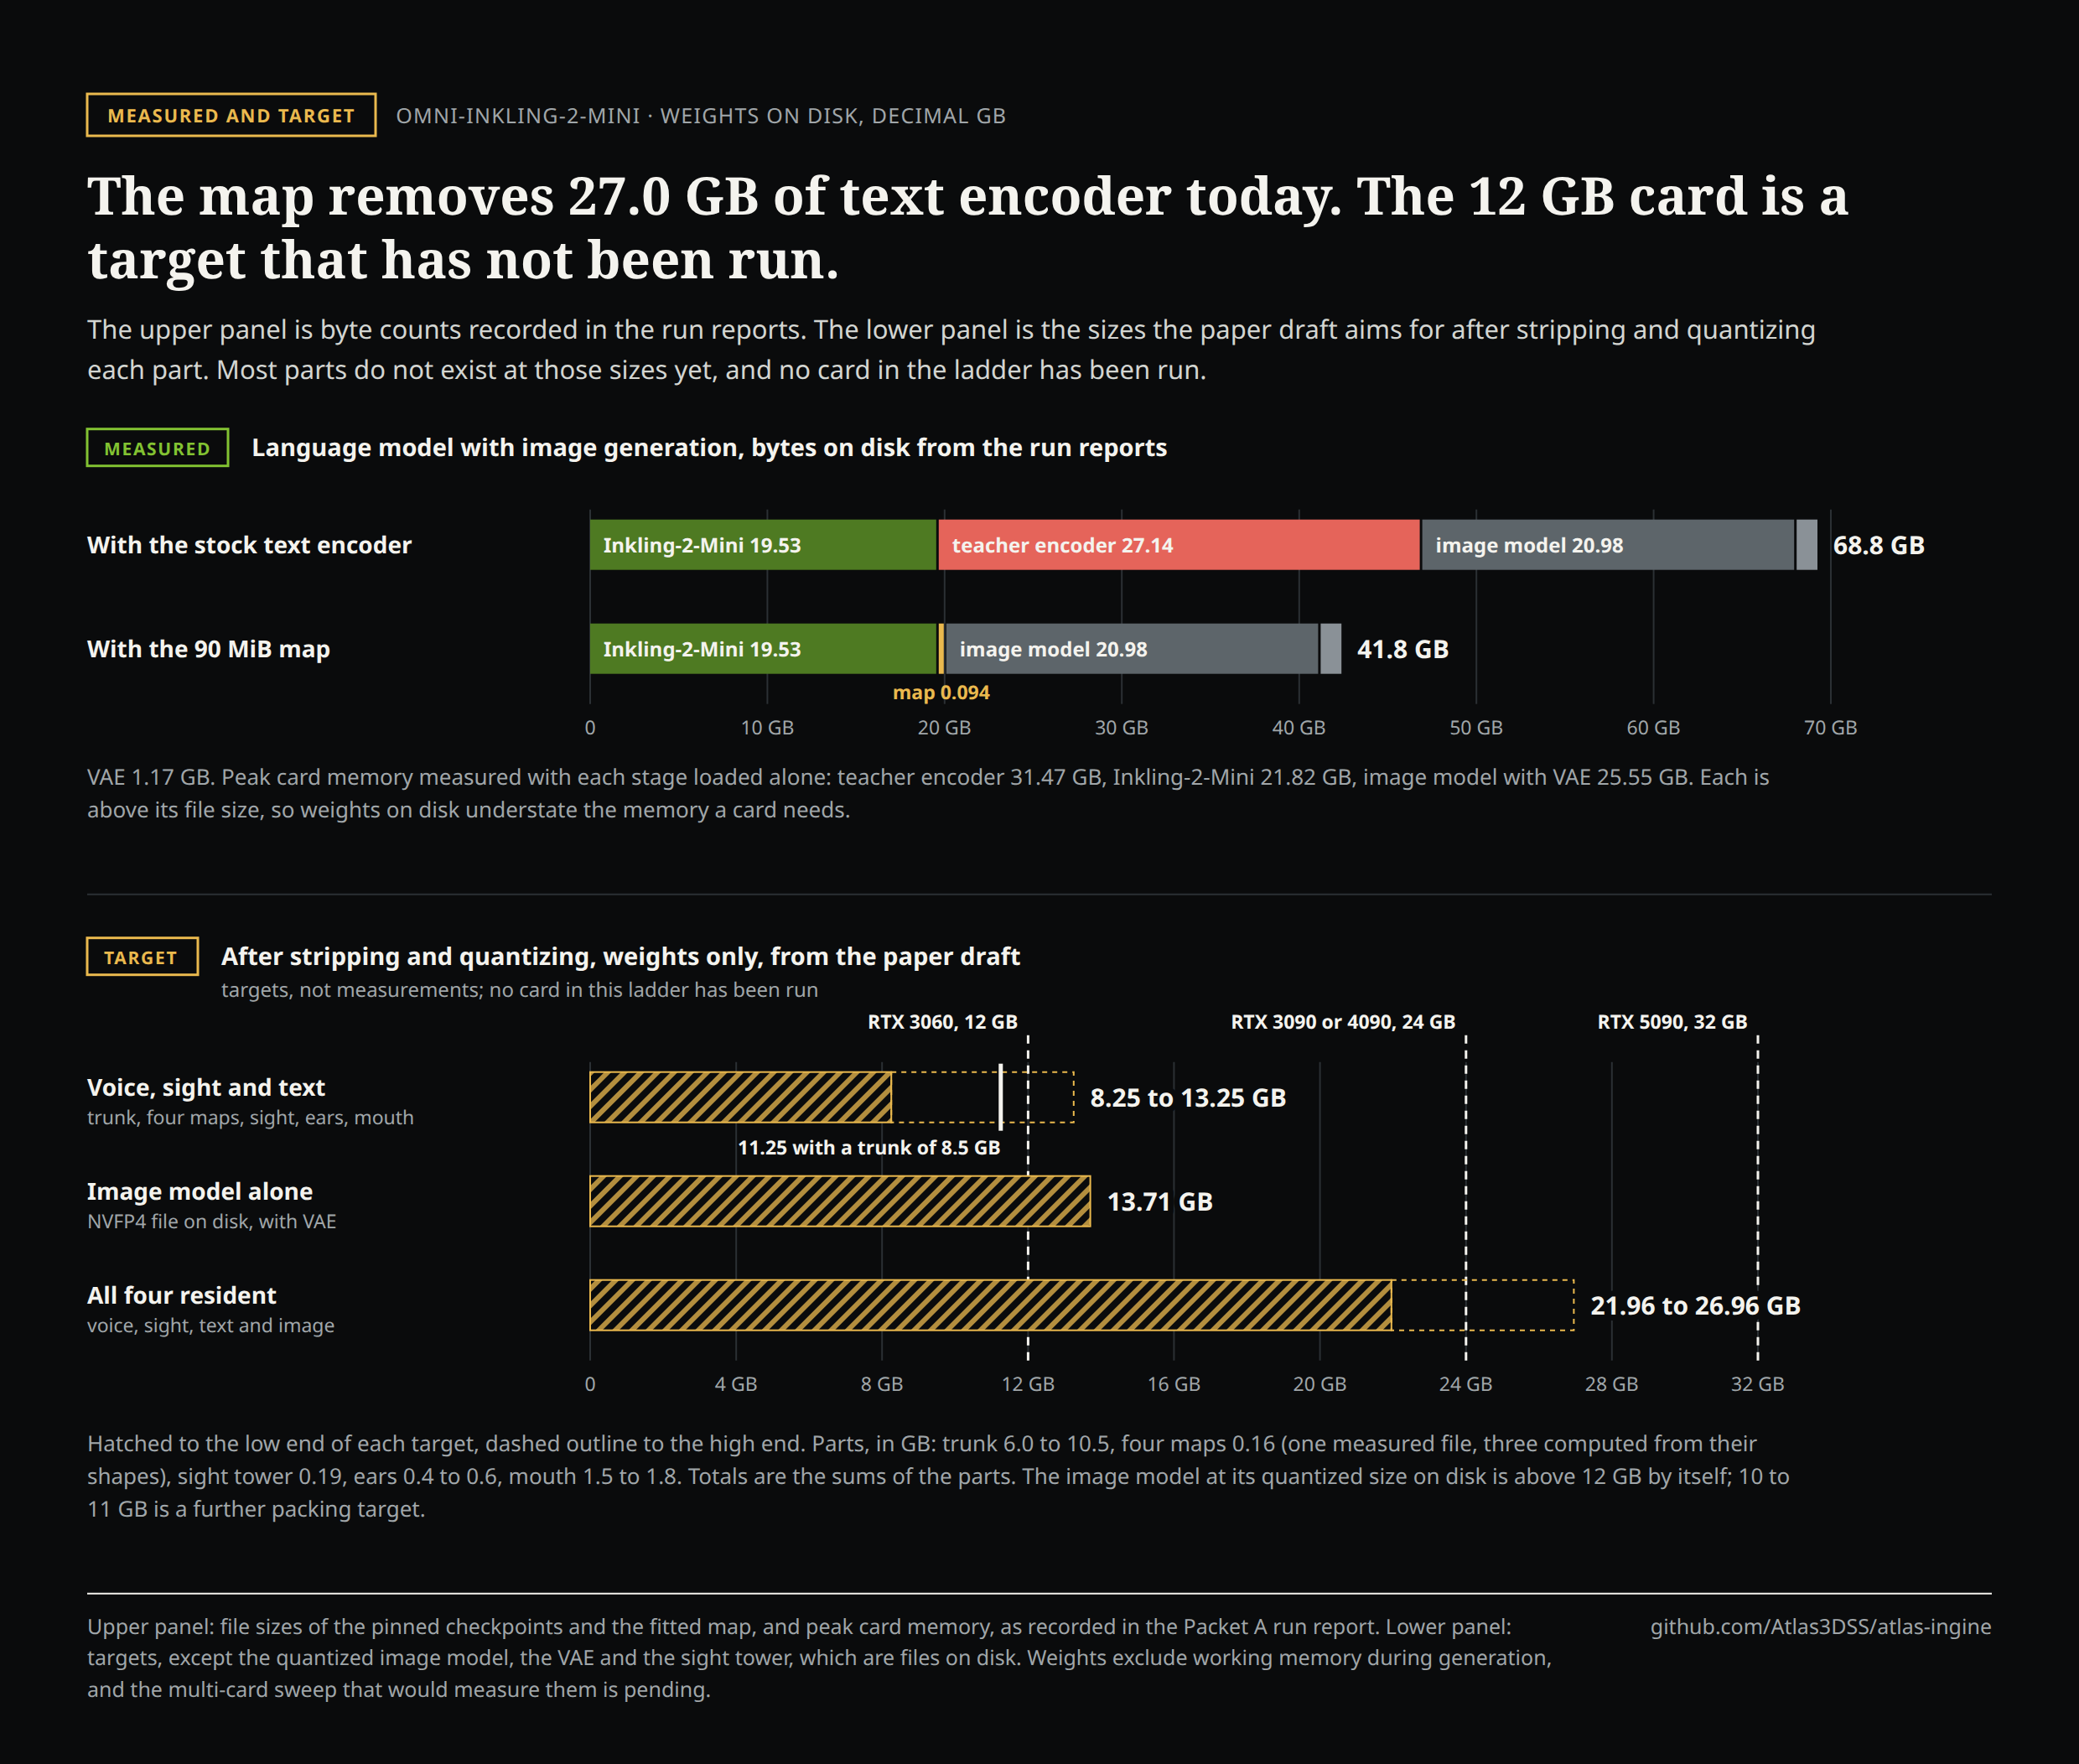 MEASURED AND TARGET
OMNI-INKLING-2-MINI · WEIGHTS ON DISK, DECIMAL GB
The map removes 27.0 GB of text encoder today. The 12 GB card is a
target that has not been run.
The upper panel is byte counts recorded in the run reports. The lower panel is the sizes the paper draft aims for after stripping and quantizing
each part. Most parts do not exist at those sizes yet, and no card in the ladder has been run.
MEASURED
Language model with image generation, bytes on disk from the run reports
With the stock text encoder
Inkling-2-Mini 19.53
teacher encoder 27.14
image model 20.98
68.8 GB
With the 90 MiB map
Inkling-2-Mini 19.53
image model 20.98
41.8 GB
map 0.094
0
10 GB
20 GB
30 GB
40 GB
50 GB
60 GB
70 GB
VAE 1.17 GB. Peak card memory measured with each stage loaded alone: teacher encoder 31.47 GB, Inkling-2-Mini 21.82 GB, image model with VAE 25.55 GB. Each is
above its file size, so weights on disk understate the memory a card needs.
TARGET
After stripping and quantizing, weights only, from the paper draft
targets, not measurements; no card in this ladder has been run
RTX 3060, 12 GB
RTX 3090 or 4090, 24 GB
RTX 5090, 32 GB
Voice, sight and text
trunk, four maps, sight, ears, mouth
8.25 to 13.25 GB
11.25 with a trunk of 8.5 GB
Image model alone
NVFP4 file on disk, with VAE
13.71 GB
All four resident
voice, sight, text and image
21.96 to 26.96 GB
0
4 GB
8 GB
12 GB
16 GB
20 GB
24 GB
28 GB
32 GB
Hatched to the low end of each target, dashed outline to the high end. Parts, in GB: trunk 6.0 to 10.5, four maps 0.16 (one measured file, three computed from their
shapes), sight tower 0.19, ears 0.4 to 0.6, mouth 1.5 to 1.8. Totals are the sums of the parts. The image model at its quantized size on disk is above 12 GB by itself; 10 to
11 GB is a further packing target.
Upper panel: file sizes of the pinned checkpoints and the fitted map, and peak card memory, as recorded in the Packet A run report. Lower panel:
targets, except the quantized image model, the VAE and the sight tower, which are files on disk. Weights exclude working memory during generation,
and the multi-card sweep that would measure them is pending.
github.com/Atlas3DSS/atlas-ingine